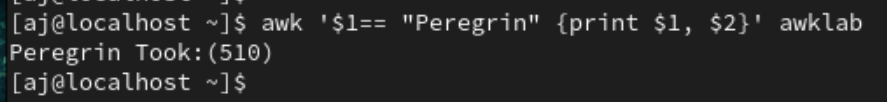 [aj@localhost ~]$ awk '$1== "Peregrin" {print $1, $2}' awklab
Peregrin Took:(510)
[aj@localhost ~]$